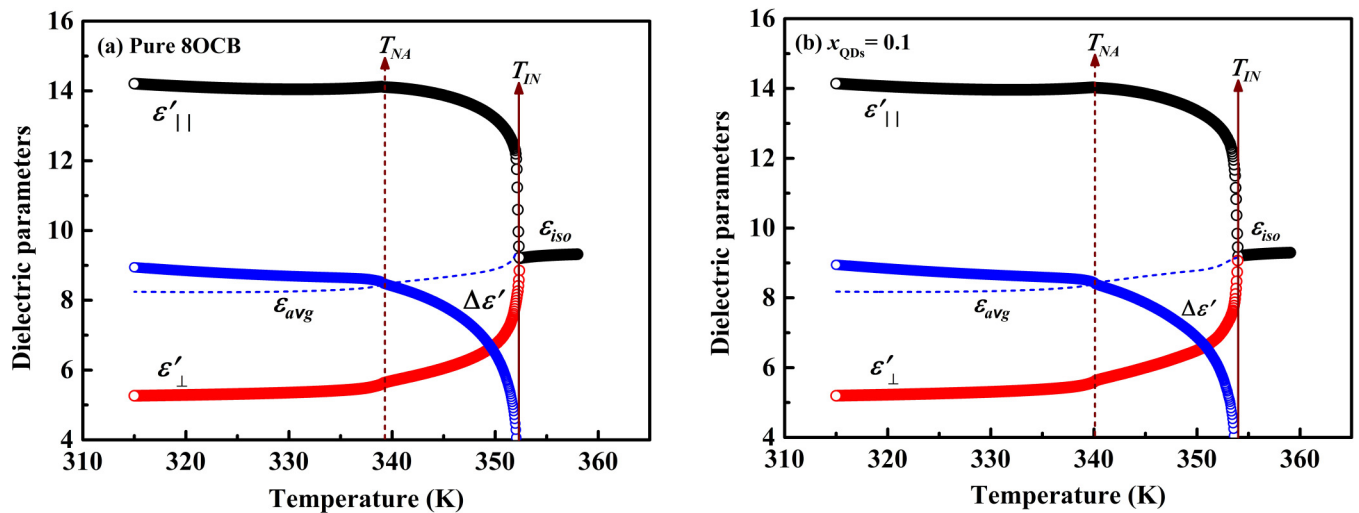 (a) Pure 8OCB
T_NA
T_IN
ε′_||
ε_iso
ε_avg
Δε′
ε′_⊥
16
14
12
10
8
6
4
310 320 330 340 350 360
Temperature (K)
Dielectric parameters
(b) x_QDs = 0.1
T_NA
T_IN
ε′_||
ε_iso
ε_avg
Δε′
ε′_⊥
16
14
12
10
8
6
4
310 320 330 340 350 360
Temperature (K)
Dielectric parameters